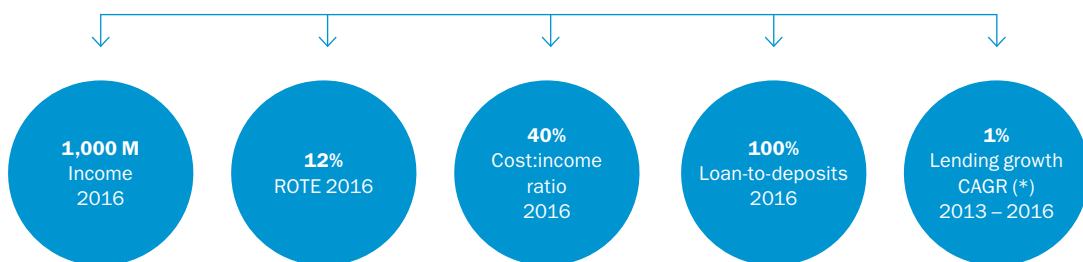 1,000 M
Income
2016
12%
ROTE 2016
40%
Cost:income
ratio
2016
100%
Loan-to-deposits
2016
1%
Lending growth
CAGR (*)
2013 – 2016